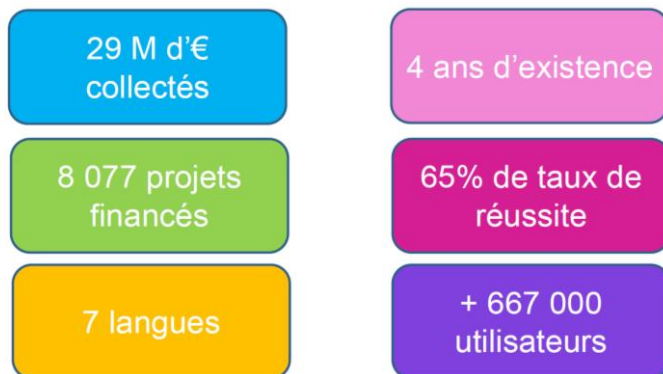 29 M d'€
collectés
4 ans d'existence
8 077 projets
financés
65% de taux de
réussite
7 langues
+ 667 000
utilisateurs